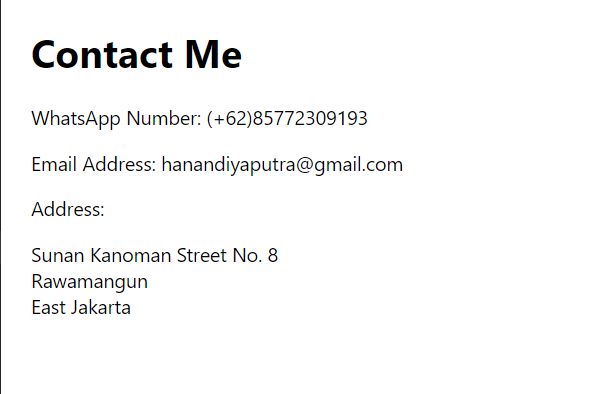 Contact Me
WhatsApp Number: (+62)85772309193
Email Address: hanandiyaputra@gmail.com
Address:
Sunan Kanoman Street No. 8
Rawamangun
East Jakarta